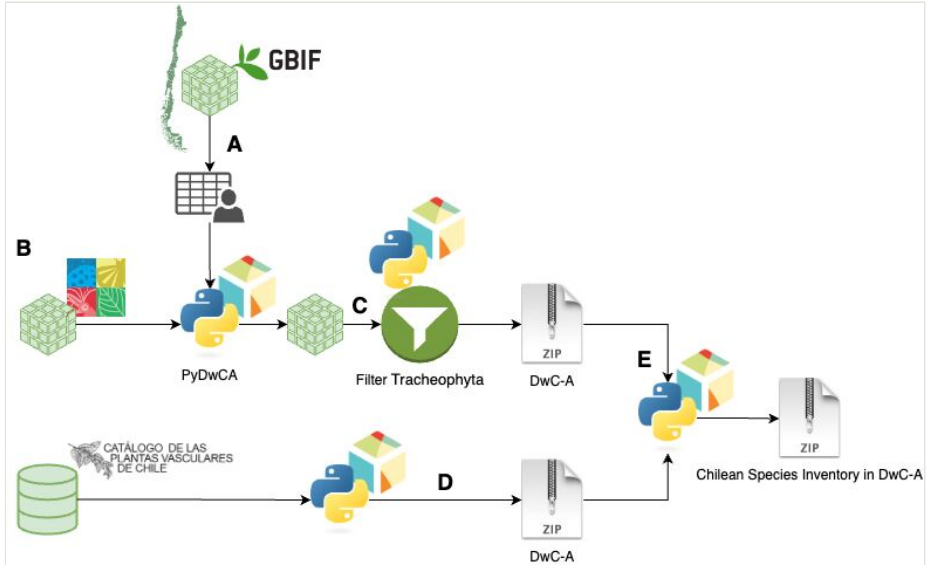 GBIF
A
B
C
PyDwCA
Filter Tracheophyta
ZIP
DwC-A
E
CATÁLOGO DE LAS
PLANTAS VASCULARES
DE CHILE
D
ZIP
DwC-A
ZIP
Chilean Species Inventory in DwC-A